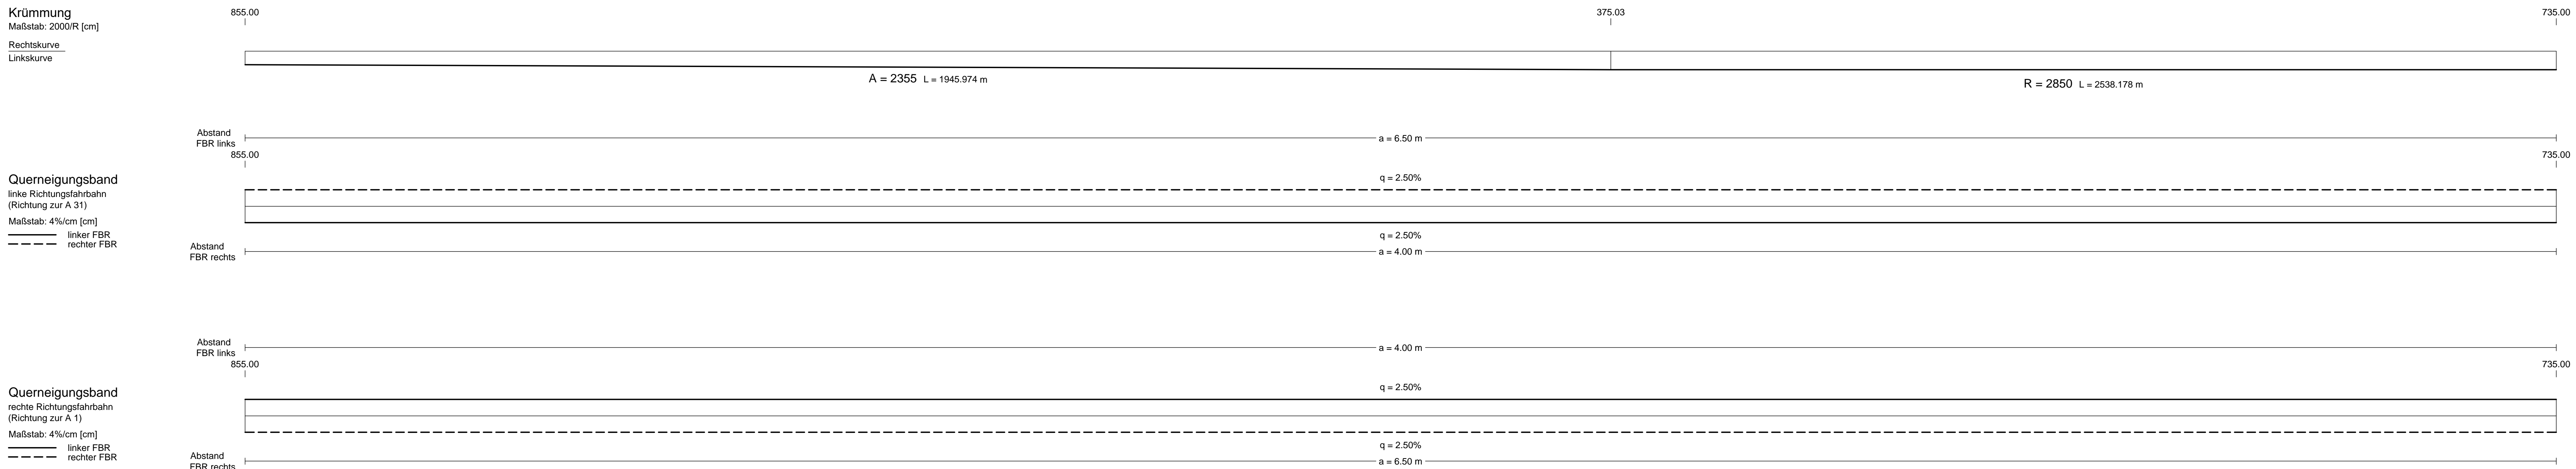 Krümmung
Maßstab: 2000/R [cm]
Rechtskurve
Linkskurve
855.00
375.03
735.00
A = 2355 L = 1945.974 m
R = 2850 L = 2538.178 m
Abstand
FBR links
a = 6.50 m
855.00
735.00
Querneigungsband
linke Richtungsfahrbahn
(Richtung zur A 31)
Maßstab: 4%/cm [cm]
linker FBR
rechter FBR
q = 2.50%
q = 2.50%
Abstand
FBR rechts
a = 4.00 m
Abstand
FBR links
a = 4.00 m
855.00
735.00
Querneigungsband
rechte Richtungsfahrbahn
(Richtung zur A 1)
Maßstab: 4%/cm [cm]
linker FBR
rechter FBR
q = 2.50%
q = 2.50%
Abstand
FBR rechts
a = 6.50 m